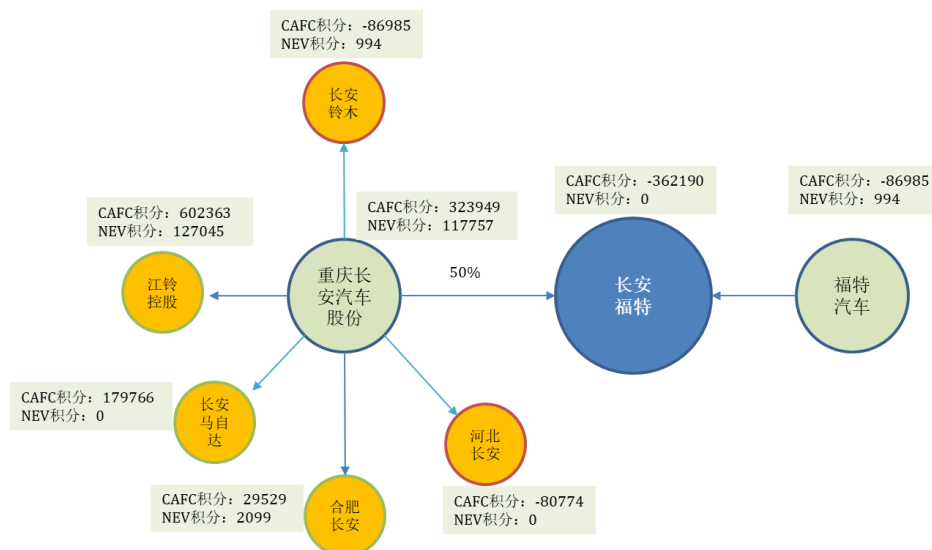 CAFC积分：-86985
NEV积分：994
长安
铃木
CAFC积分：-362190
NEV积分：0
CAFC积分：-86985
NEV积分：994
CAFC积分：602363
NEV积分：127045
CAFC积分：323949
NEV积分：117757
江铃
控股
重庆长
安汽车
股份
50%
长安
福特
福特
汽车
CAFC积分：179766
NEV积分：0
长安
马自
达
河北
长安
CAFC积分：29529
NEV积分：2099
合肥
长安
CAFC积分：-80774
NEV积分：0